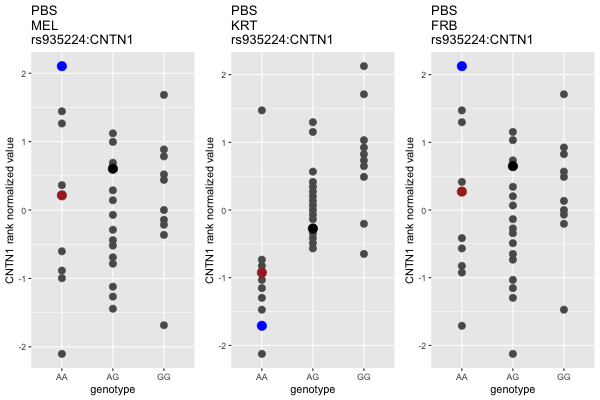 PBS
MEL
rs935224:CNTN1
CNTN1 rank normalized value
2
1
0
-1
-2
AA
AG
GG
genotype
PBS
KRT
rs935224:CNTN1
CNTN1 rank normalized value
2
1
0
-1
-2
AA
AG
GG
genotype
PBS
FRB
rs935224:CNTN1
CNTN1 rank normalized value
2
1
0
-1
-2
AA
AG
GG
genotype